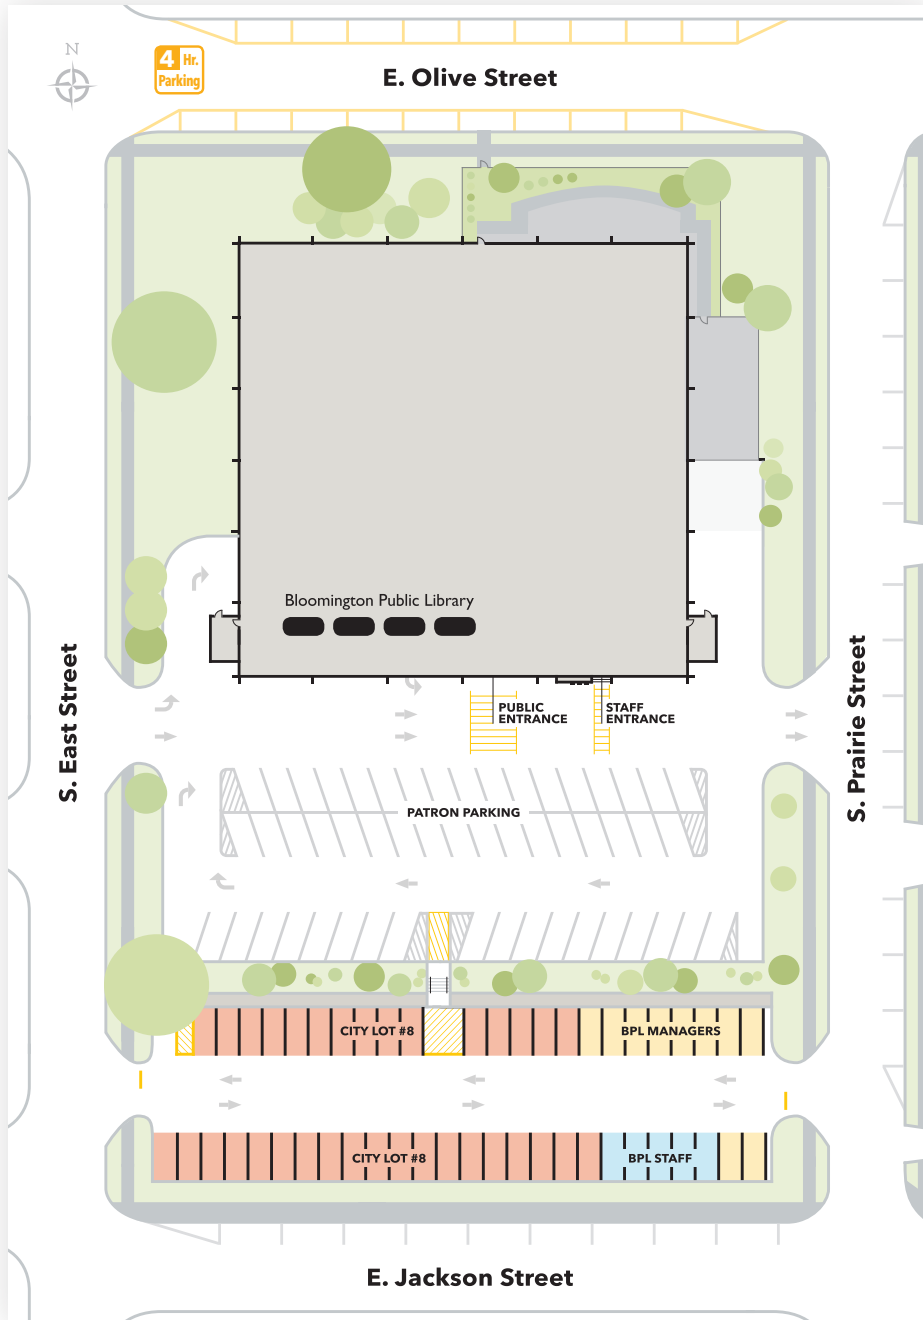 N
4 Hr.
Parking
E. Olive Street
Bloomington Public Library
S. East Street
S. Prairie Street
PUBLIC
ENTRANCE
STAFF
ENTRANCE
PATRON PARKING
CITY LOT #8
BPL MANAGERS
CITY LOT #8
BPL STAFF
E. Jackson Street